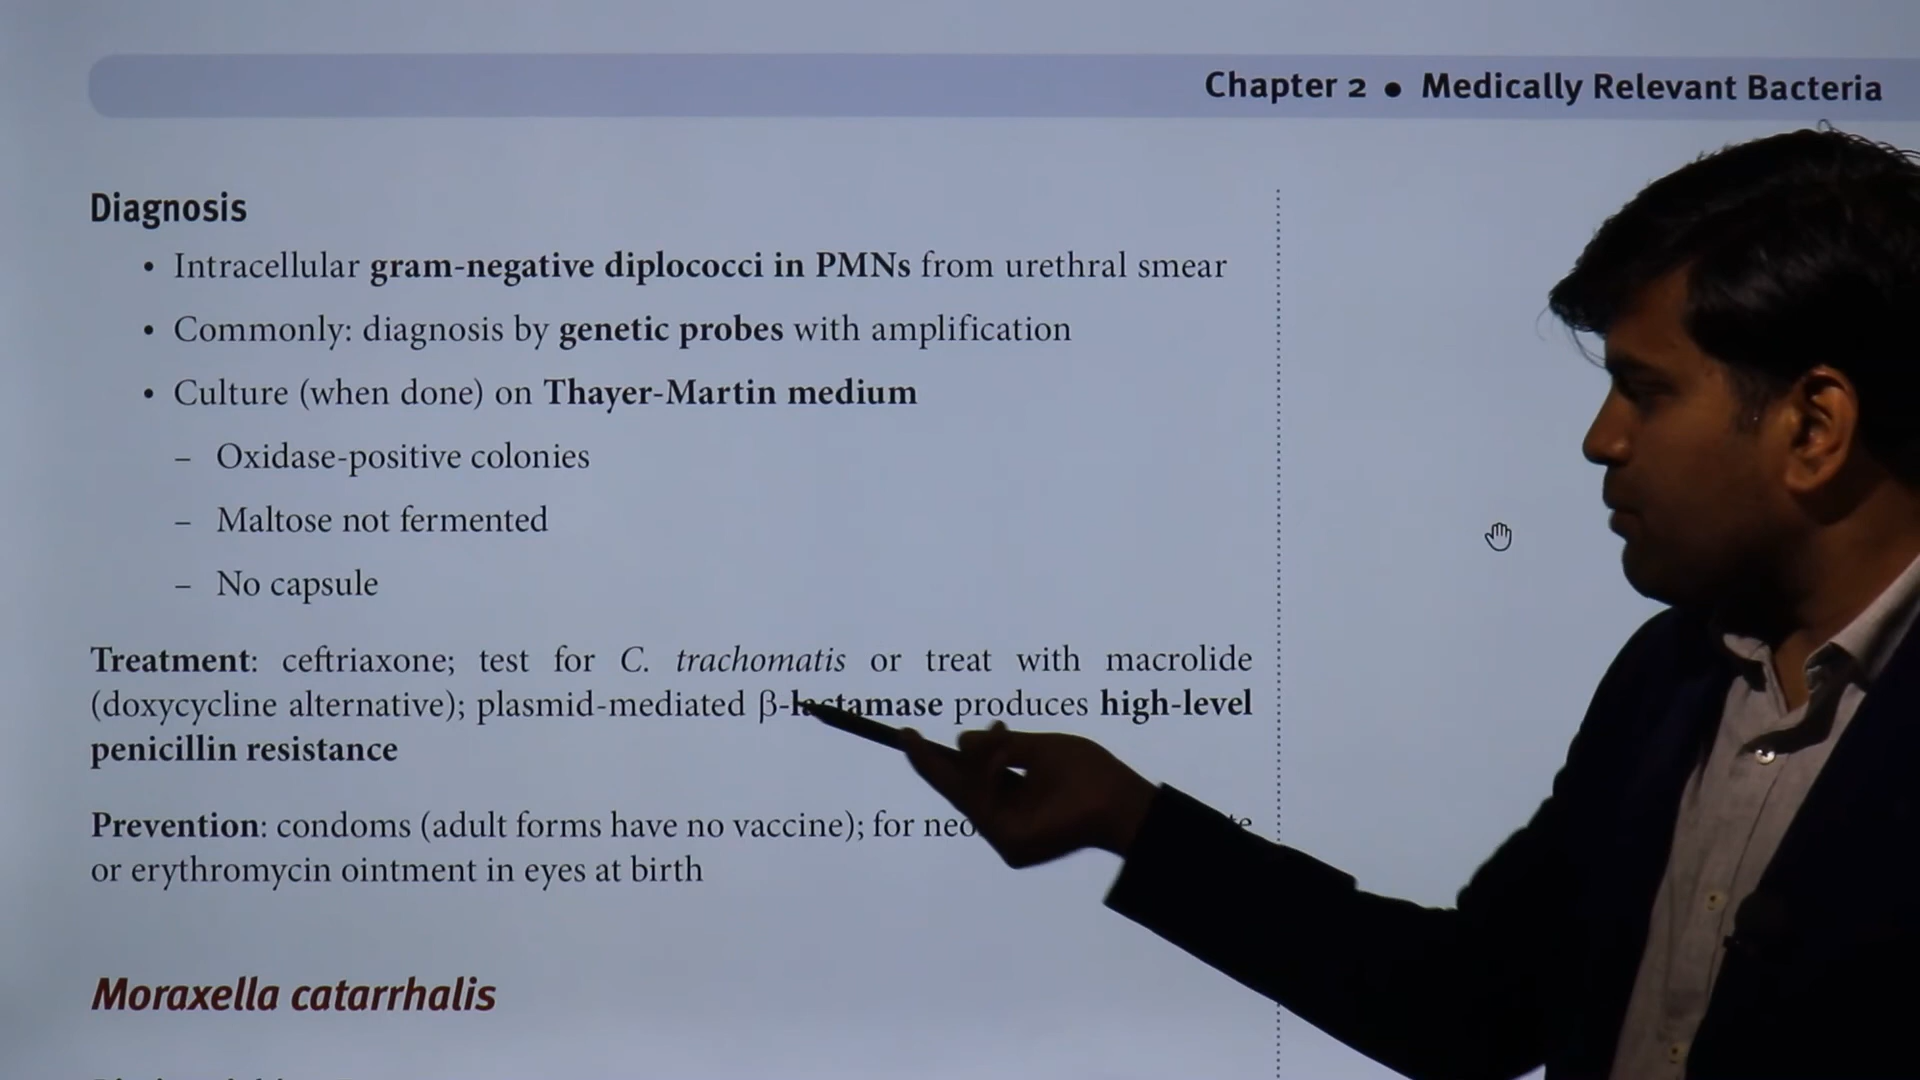 Chapter 2 • Medically Relevant Bacteria
Diagnosis
• Intracellular gram-negative diplococci in PMNs from urethral smear
• Commonly: diagnosis by genetic probes with amplification
• Culture (when done) on Thayer-Martin medium
– Oxidase-positive colonies
– Maltose not fermented
– No capsule
Treatment: ceftriaxone; test for C. trachomatis or treat with macrolide
(doxycycline alternative); plasmid-mediated β-lactamase produces high-level
penicillin resistance
Prevention: condoms (adult forms have no vaccine); for
or erythromycin ointment in eyes at birth
Moraxella catarrhalis